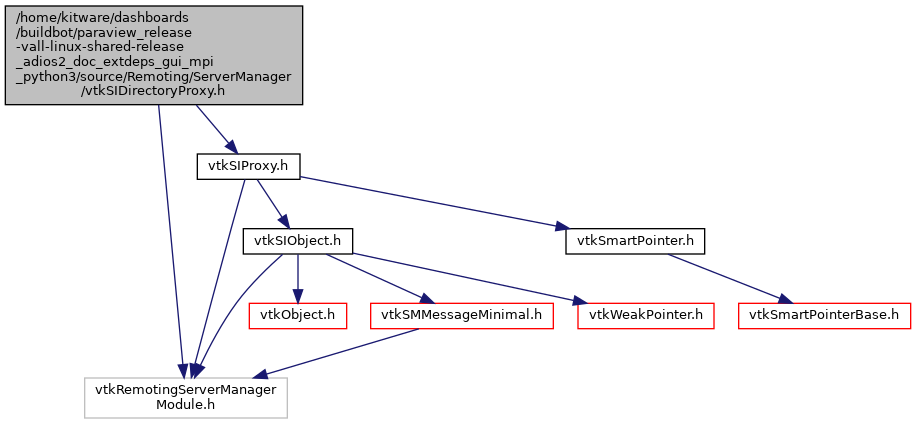 /home/kitware/dashboards
/buildbot/paraview_release
-vall-linux-shared-release
_adios2_doc_extdeps_gui_mpi
_python3/source/Remoting/ServerManager
/vtkSIDirectoryProxy.h
vtkSIProxy.h
vtkSIObject.h
vtkSmartPointer.h
vtkObject.h
vtkSMMessageMinimal.h
vtkWeakPointer.h
vtkSmartPointerBase.h
vtkRemotingServerManager
Module.h